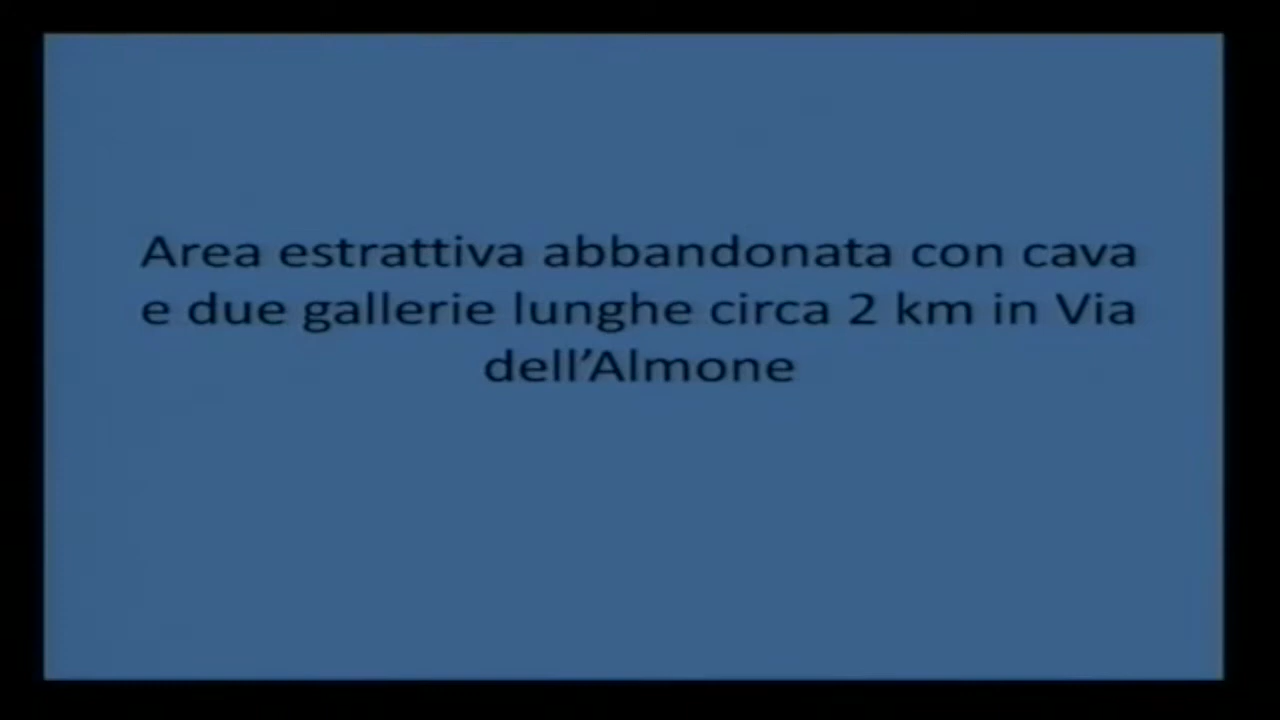 Area estrattiva abbandonata con cava
e due gallerie lunghe circa 2 km in Via
dell’Almone